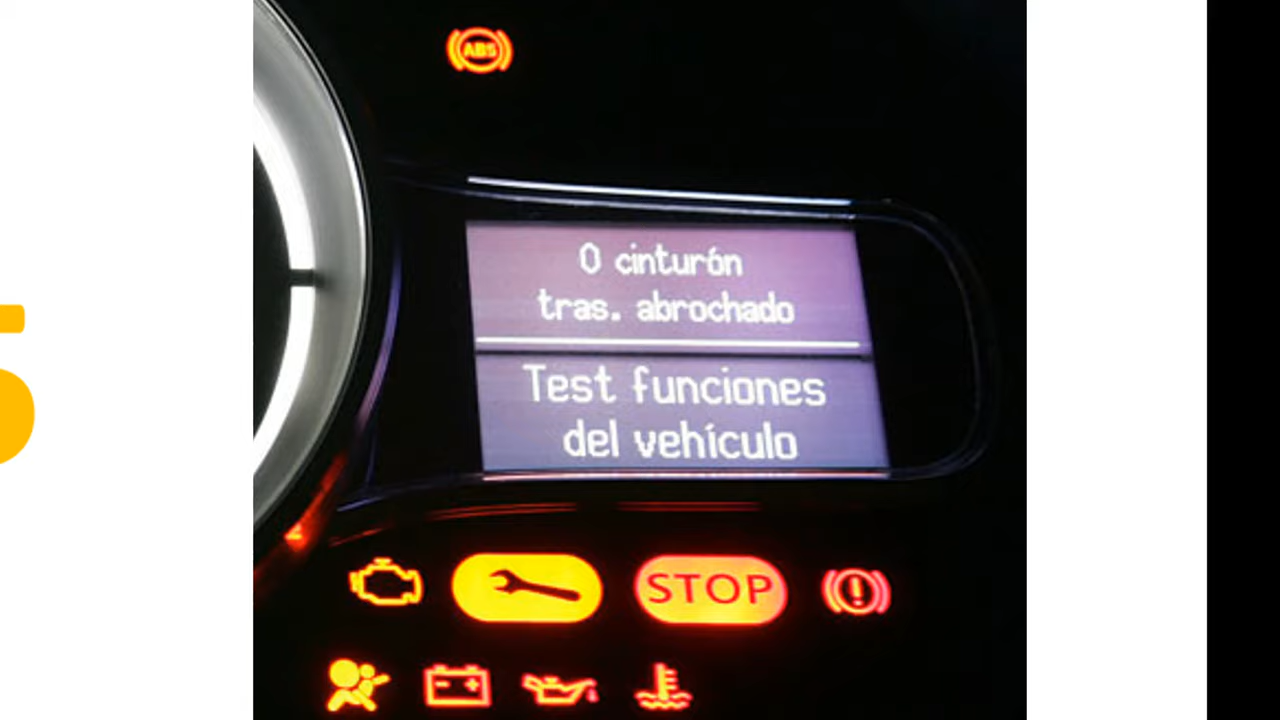 ABS
0 cinturón
tras. abrochado
Test funciones
del vehículo
STOP